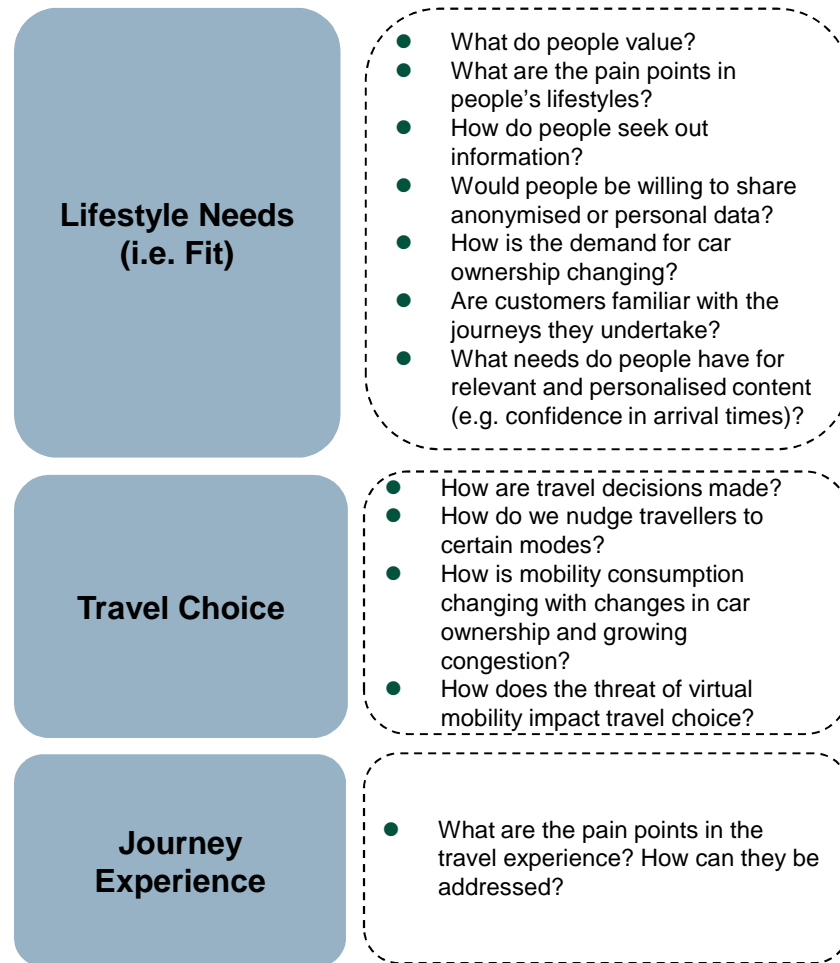 Lifestyle Needs
(i.e. Fit)
● What do people value?
● What are the pain points in
people’s lifestyles?
● How do people seek out
information?
● Would people be willing to share
anonymised or personal data?
● How is the demand for car
ownership changing?
● Are customers familiar with the
journeys they undertake?
● What needs do people have for
relevant and personalised content
(e.g. confidence in arrival times)?
Travel Choice
● How are travel decisions made?
● How do we nudge travellers to
certain modes?
● How is mobility consumption
changing with changes in car
ownership and growing
congestion?
● How does the threat of virtual
mobility impact travel choice?
Journey
Experience
● What are the pain points in the
travel experience? How can they be
addressed?